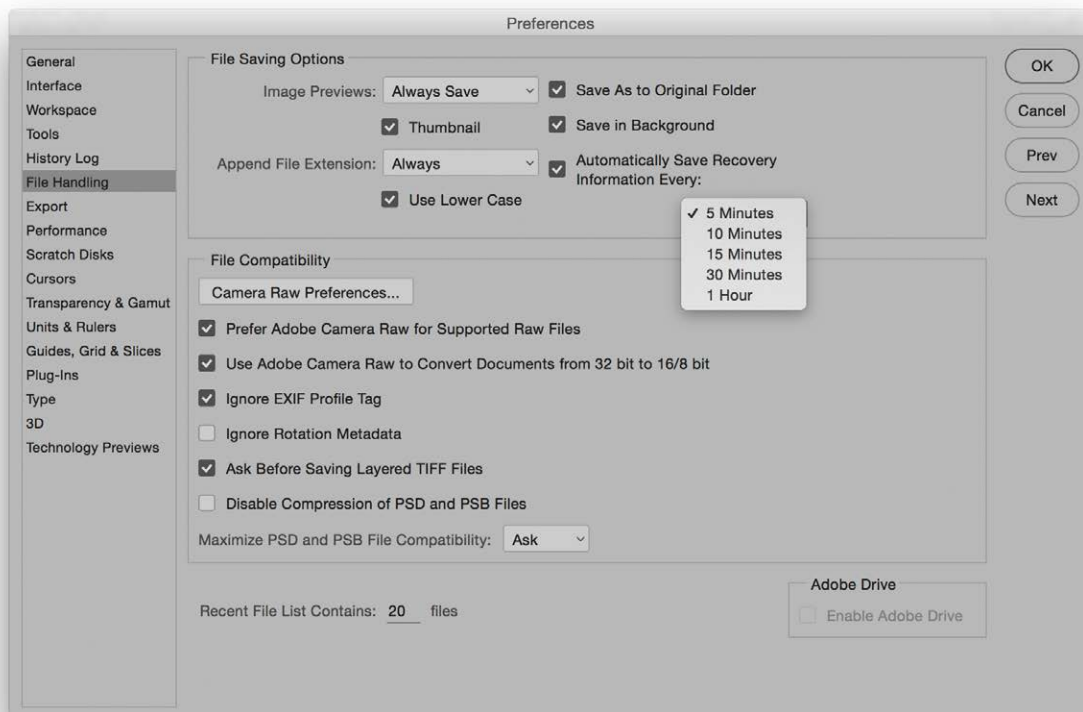 Preferences
General
Interface
Workspace
Tools
History Log
File Handling
Export
Performance
Scratch Disks
Cursors
Transparency & Gamut
Units & Rulers
Guides, Grid & Slices
Plug-Ins
Type
3D
Technology Previews
File Saving Options
Image Previews: Always Save
Thumbnail
Append File Extension: Always
Use Lower Case
Save As to Original Folder
Save in Background
Automatically Save Recovery
Information Every:
5 Minutes
10 Minutes
15 Minutes
30 Minutes
1 Hour
File Compatibility
Camera Raw Preferences...
Prefer Adobe Camera Raw for Supported Raw Files
Use Adobe Camera Raw to Convert Documents from 32 bit to 16/8 bit
Ignore EXIF Profile Tag
Ignore Rotation Metadata
Ask Before Saving Layered TIFF Files
Disable Compression of PSD and PSB Files
Maximize PSD and PSB File Compatibility: Ask
Recent File List Contains: 20 files
Adobe Drive
Enable Adobe Drive
OK
Cancel
Prev
Next